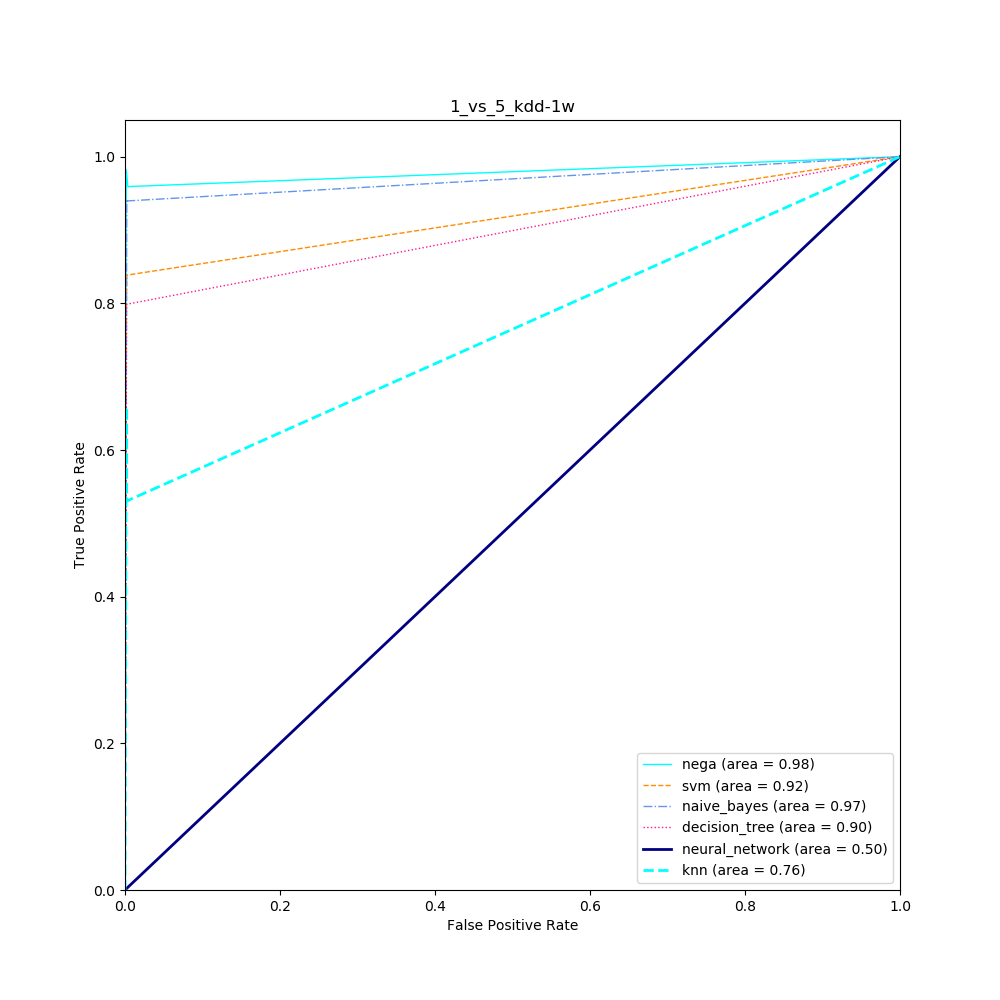 1_vs_5_kdd-1w
1.0
0.8
0.6
0.4
0.2
0.0
True Positive Rate
0.0 0.2 0.4 0.6 0.8 1.0
False Positive Rate
nega (area = 0.98)
svm (area = 0.92)
naive_bayes (area = 0.97)
decision_tree (area = 0.90)
neural_network (area = 0.50)
knn (area = 0.76)